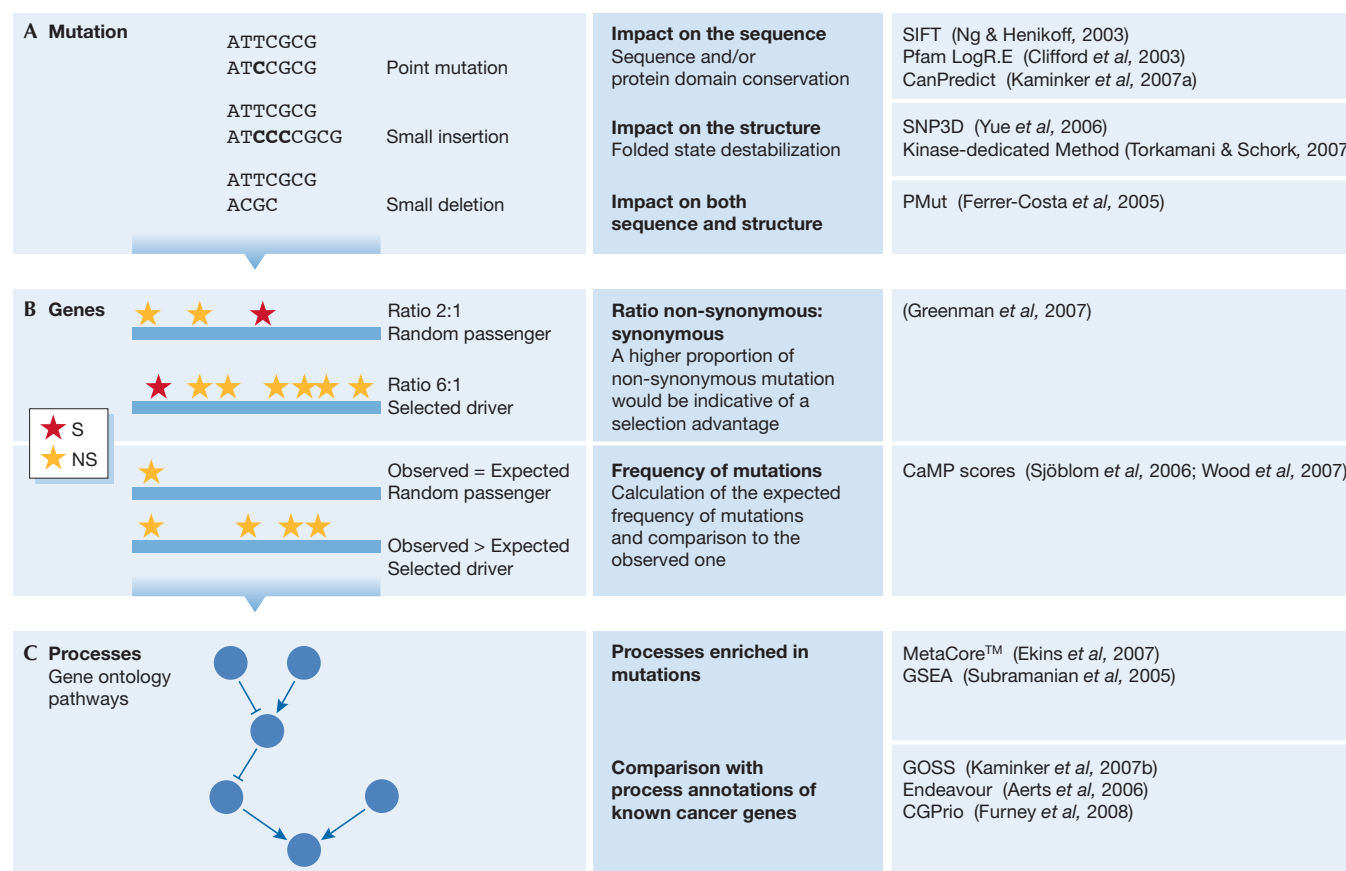 A Mutation
ATTCGCG
ATCCGCG Point mutation
ATTCGCG
ATCCCCGCG Small insertion
ATTCGCG
ACGC Small deletion
Impact on the sequence
Sequence and/or
protein domain conservation
Impact on the structure
Folded state destabilization
Impact on both
sequence and structure
SIFT (Ng & Henikoff, 2003)
Pfam LogR.E (Clifford et al, 2003)
CanPredict (Kaminker et al, 2007a)
SNP3D (Yue et al, 2006)
Kinase-dedicated Method (Torkamani & Schork, 2007
PMut (Ferrer-Costa et al, 2005)
B Genes
Ratio 2:1
Random passenger
Ratio 6:1
Selected driver
S
NS
Observed = Expected
Random passenger
Observed > Expected
Selected driver
Ratio non-synonymous:
synonymous
A higher proportion of
non-synonymous mutation
would be indicative of a
selection advantage
Frequency of mutations
Calculation of the expected
frequency of mutations
and comparison to the
observed one
(Greenman et al, 2007)
CaMP scores (Sjöblom et al, 2006; Wood et al, 2007)
C Processes
Gene ontology
pathways
Processes enriched in
mutations
Comparison with
process annotations of
known cancer genes
MetaCore™ (Ekins et al, 2007)
GSEA (Subramanian et al, 2005)
GOSS (Kaminker et al, 2007b)
Endeavour (Aerts et al, 2006)
CGPrio (Furney et al, 2008)